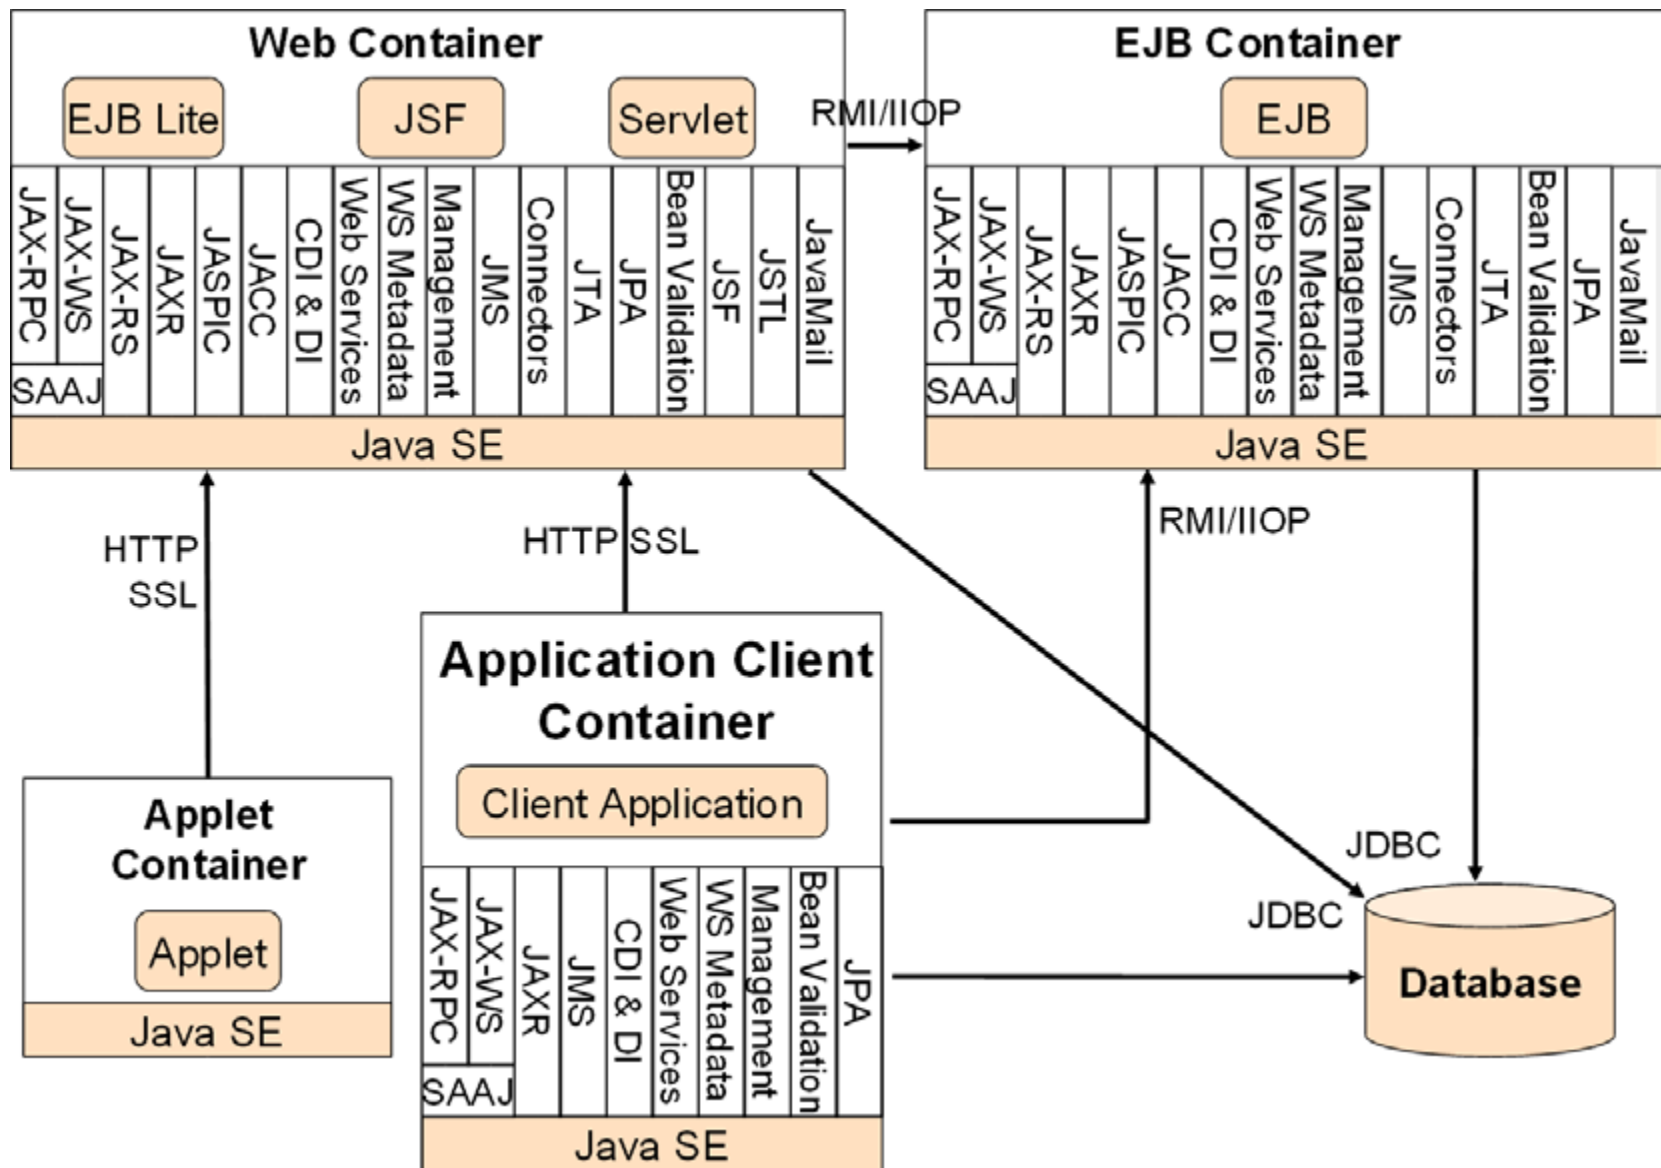 Web Container
EJB Lite
JSF
Servlet
JAX-RPC
JAX-WS
SAAJ
JAX-RS
JAXR
JASPIC
JACC
CDI & DI
Web Services
WS Metadata
Management
JMS
Connectors
JTA
JPA
Bean Validation
JSF
JSTL
JavaMail
Java SE
RMI/IIOP
EJB Container
EJB
JAX-RPC
JAX-WS
SAAJ
JAX-RS
JAXR
JASPIC
JACC
CDI & DI
Web Services
WS Metadata
Management
JMS
Connectors
JTA
Bean Validation
JPA
JavaMail
Java SE
HTTP
SSL
HTTP SSL
RMI/IIOP
Applet
Container
Applet
Java SE
Application Client
Container
Client Application
JAX-RPC
JAX-WS
SAAJ
JAXR
JMS
CDI & DI
Web Services
WS Metadata
Management
Bean Validation
JPA
Java SE
JDBC
JDBC
Database